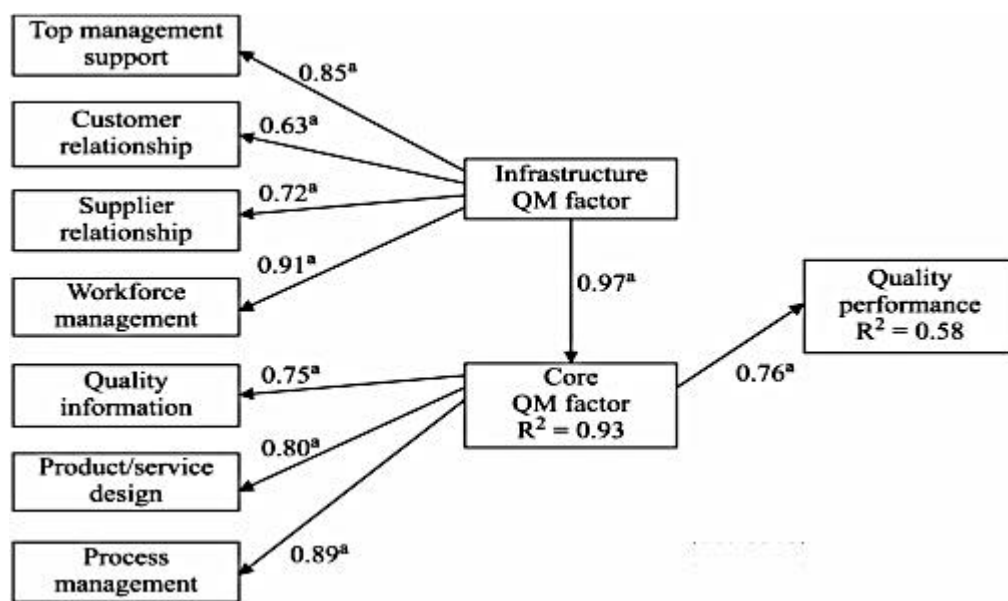 Top management
support
0.85ᵃ
Customer
relationship
0.63ᵃ
Infrastructure
QM factor
Supplier
relationship
0.72ᵃ
Workforce
management
0.91ᵃ
0.97ᵃ
Quality
performance
R² = 0.58
Quality
information
0.75ᵃ
Core
QM factor
R² = 0.93
0.76ᵃ
Product/service
design
0.80ᵃ
Process
management
0.89ᵃ